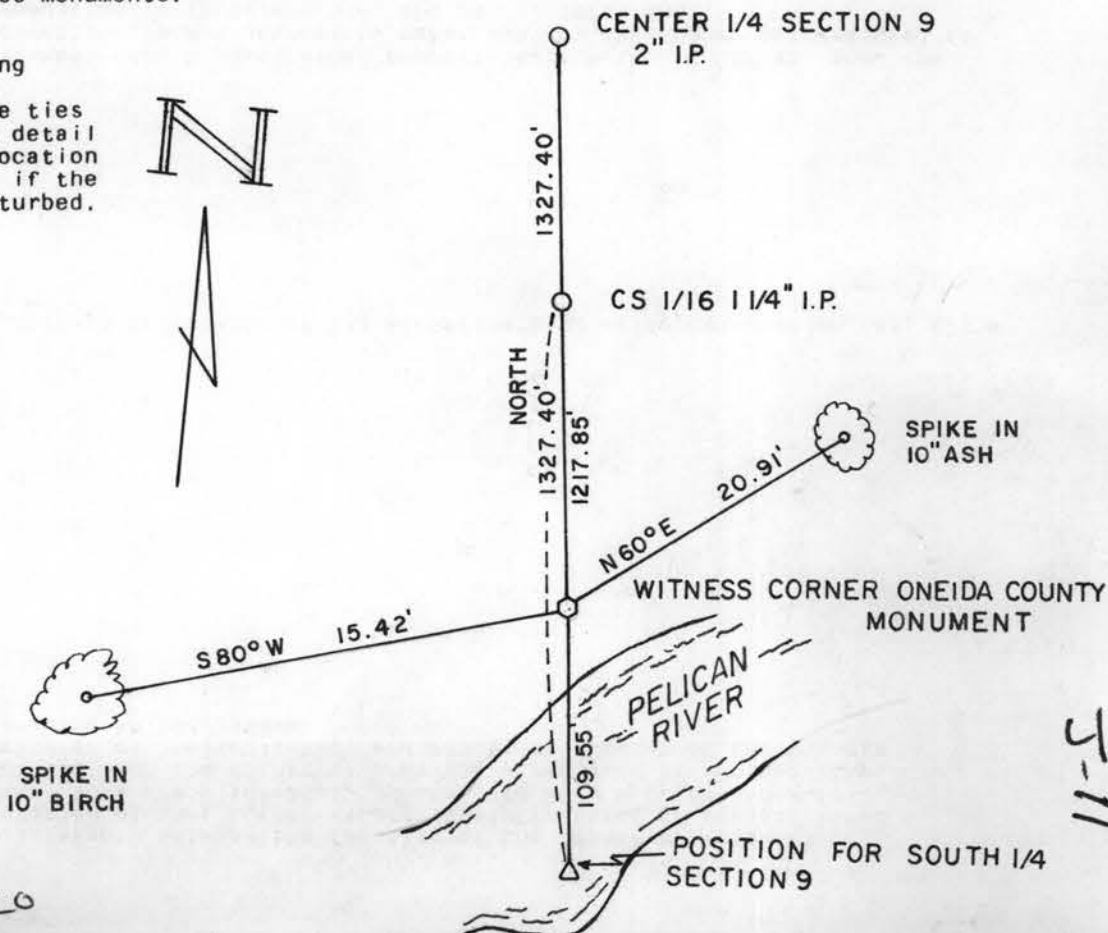 CENTER 1/4 SECTION 9
2" I.P.
ng
e ties
detail
ocation
if the
turbed.
N
1327.40'
CS 1/16 1 1/4" I.P.
NORTH
1327.40'
1217.85'
SPIKE IN
10" ASH
20.91'
N 60° E
WITNESS CORNER ONEIDA COUNTY
MONUMENT
S 80° W 15.42'
PELICAN
RIVER
109.55
SPIKE IN
10" BIRCH
POSITION FOR SOUTH 1/4
SECTION 9